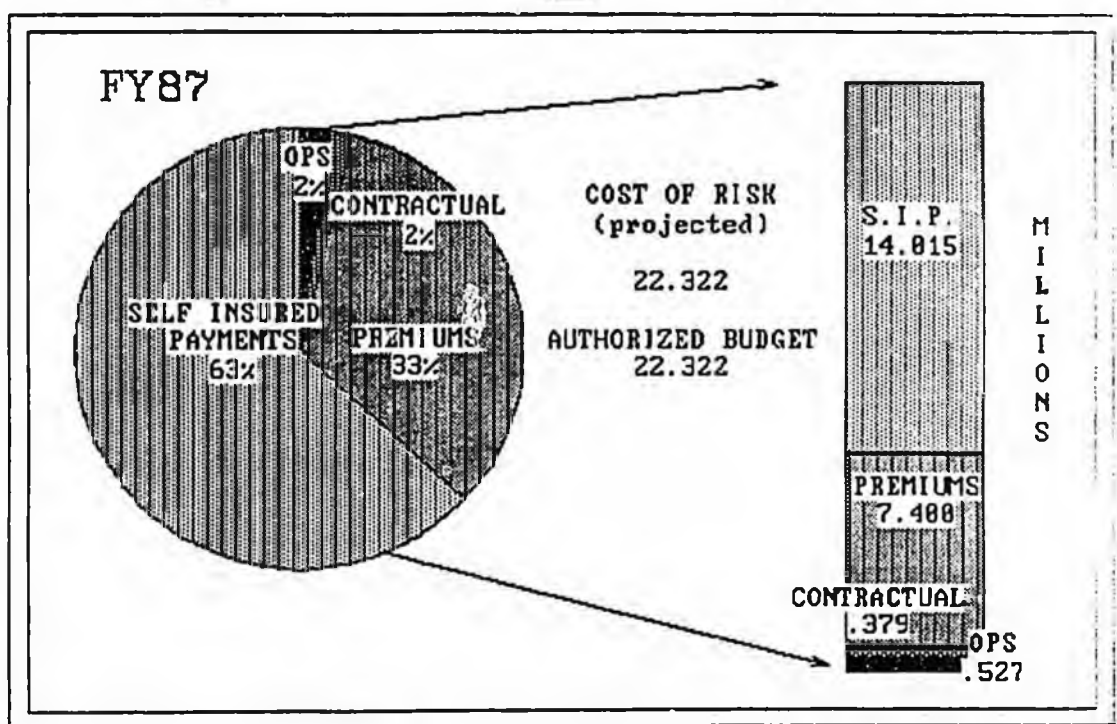 FY87
OPS
2%
CONTRACTUAL
2%
SELF INSURED
PAYMENTS
63%
PREMIUMS
33%
COST OF RISK
(projected)
22.322
AUTHORIZED BUDGET
22.322
S.I.P.
14.015
PREMIUMS
7.400
CONTRACTUAL
.379
OPS
.527
MILLIONS